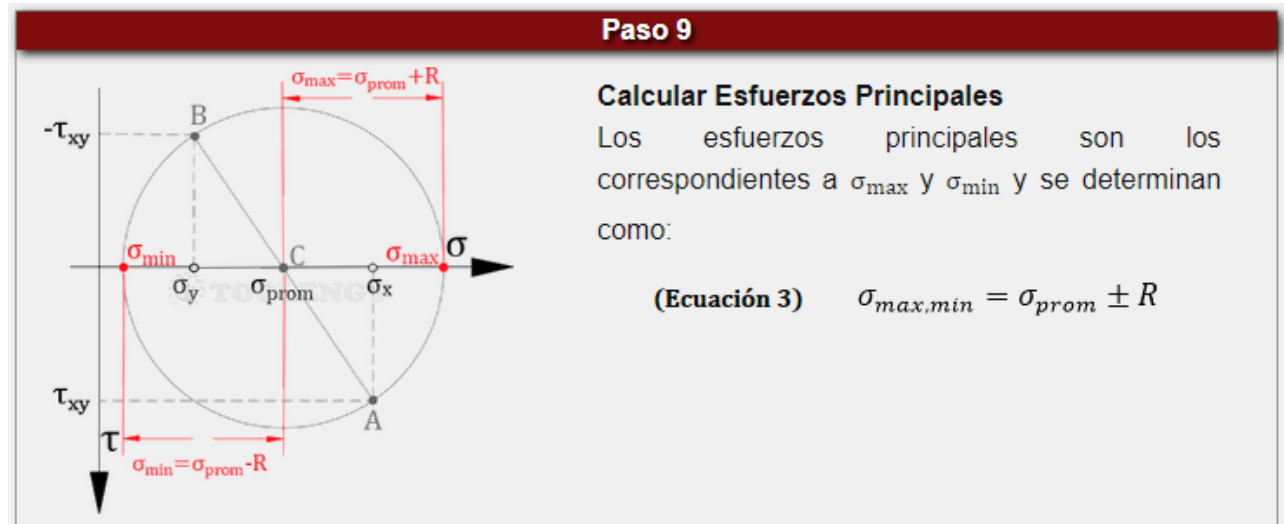 Paso 9
σmax=σprom+R
B
-τxy
σmin
C
σmax
σ
σy
σprom
σx
τxy
A
τ
σmin=σprom-R
Calcular Esfuerzos Principales
Los esfuerzos principales son los
correspondientes a σmax y σmin y se determinan
como:
(Ecuación 3) σmax,min = σprom ± R